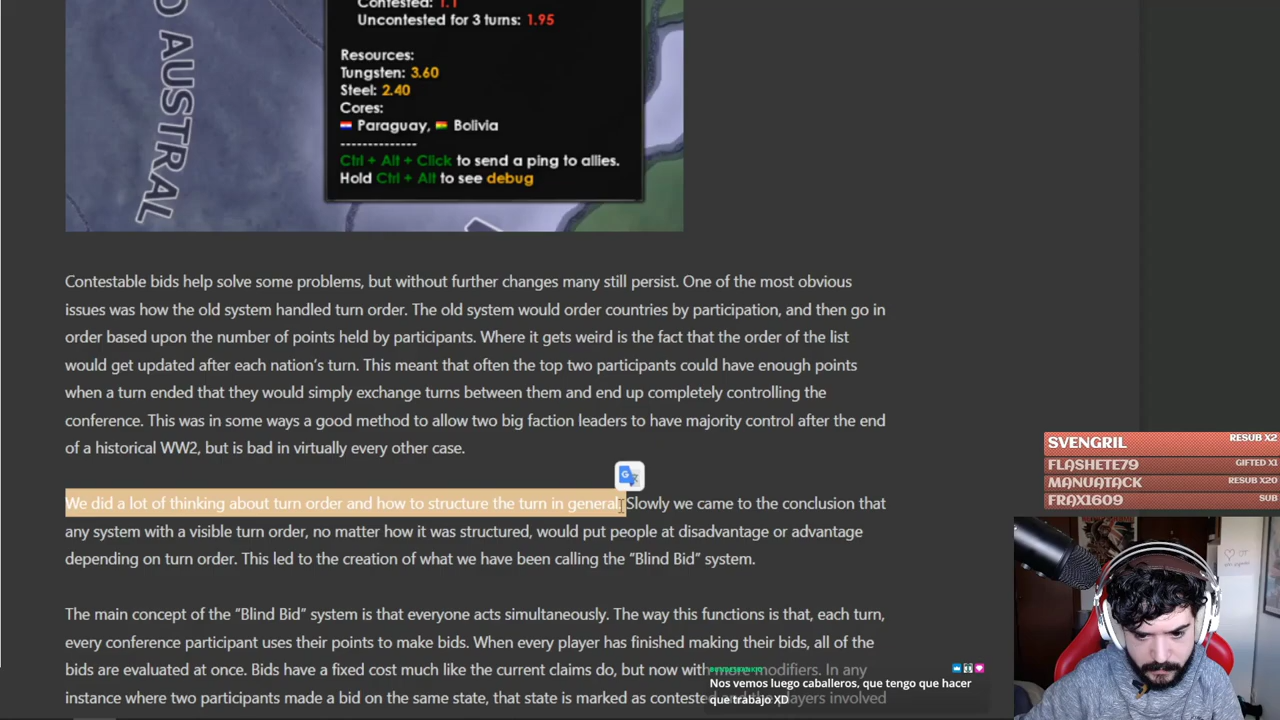 Contested: 1.1
Uncontested for 3 turns: 1.95
O AUSTRAL
Resources:
Tungsten: 3.60
Steel: 2.40
Cores:
Paraguay, Bolivia
--------------
Ctrl + Alt + Click to send a ping to allies.
Hold Ctrl + Alt to see debug
Contestable bids help solve some problems, but without further changes many still persist. One of the most obvious
issues was how the old system handled turn order. The old system would order countries by participation, and then go in
order based upon the number of points held by participants. Where it gets weird is the fact that the order of the list
would get updated after each nation’s turn. This meant that often the top two participants could have enough points
when a turn ended that they would simply exchange turns between them and end up completely controlling the
conference. This was in some ways a good method to allow two big faction leaders to have majority control after the end
of a historical WW2, but is bad in virtually every other case.
We did a lot of thinking about turn order and how to structure the turn in general. Slowly we came to the conclusion that
any system with a visible turn order, no matter how it was structured, would put people at disadvantage or advantage
depending on turn order. This led to the creation of what we have been calling the “Blind Bid” system.
The main concept of the “Blind Bid” system is that everyone acts simultaneously. The way this functions is that, each turn,
every conference participant uses their points to make bids. When every player has finished making their bids, all of the
bids are evaluated at once. Bids have a fixed cost much like the current claims do, but now with more modifiers. In any
instance where two participants made a bid on the same state, that state is marked as contested and the players involved
SVENGRIL RESUB X2
FLASHETE79 GIFTED X1
MANUATCK RESUB X20
FRAX1609 SUB
Nos vemos luego caballeros, que tengo que hacer
que trabajo XD